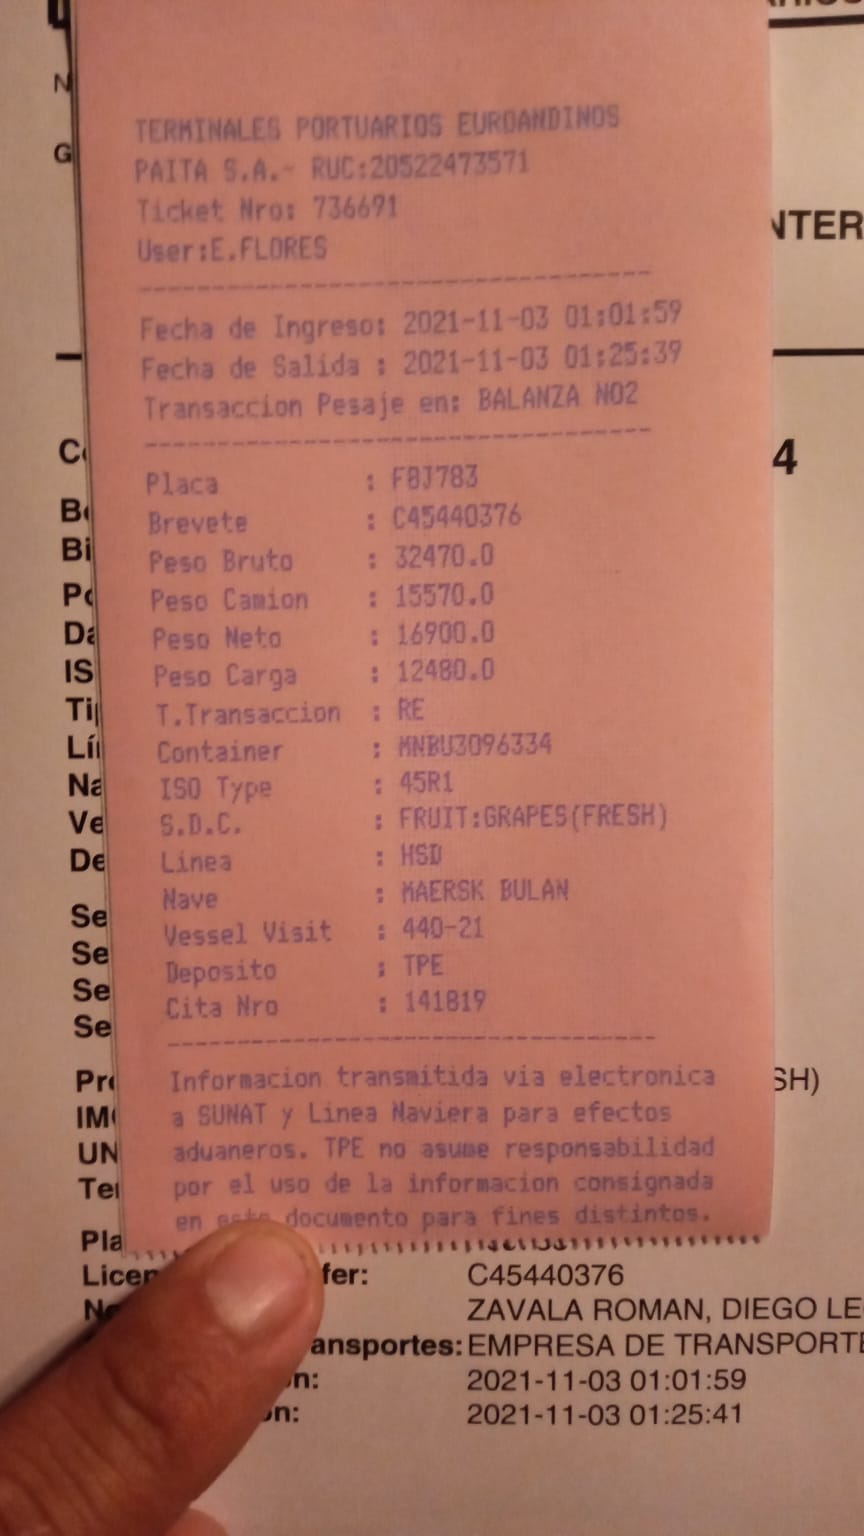 TERMINALES PORTUARIOS EUROANDINOS
PAITA S.A.- RUC:20522473571
Ticket Nro: 736691
User:E.FLORES
Fecha de Ingreso: 2021-11-03 01:01:59
Fecha de Salida : 2021-11-03 01:25:39
Transaccion Pesaje en: BALANZA NO2
Placa : F8J783
Brevete : C45440376
Peso Bruto : 32470.0
Peso Camion : 15570.0
Peso Neto : 16900.0
Peso Carga : 12480.0
T.Transaccion : RE
Container : MNBU3096334
ISO Type : 45R1
S.D.C. : FRUIT:GRAPES(FRESH)
Linea : HSD
Nave : MAERSK BULAN
Vessel Visit : 440-21
Deposito : TPE
Cita Nro : 141819
Informacion transmitida via electronica
a SUNAT y Linea Naviera para efectos
aduaneros. TPE no asume responsabilidad
por el uso de la informacion consignada
en este documento para fines distintos.
NTER
4
SH)
Licen fer: C45440376
ZAVALA ROMAN, DIEGO LE
ansportes: EMPRESA DE TRANSPORTE
n: 2021-11-03 01:01:59
ón: 2021-11-03 01:25:41